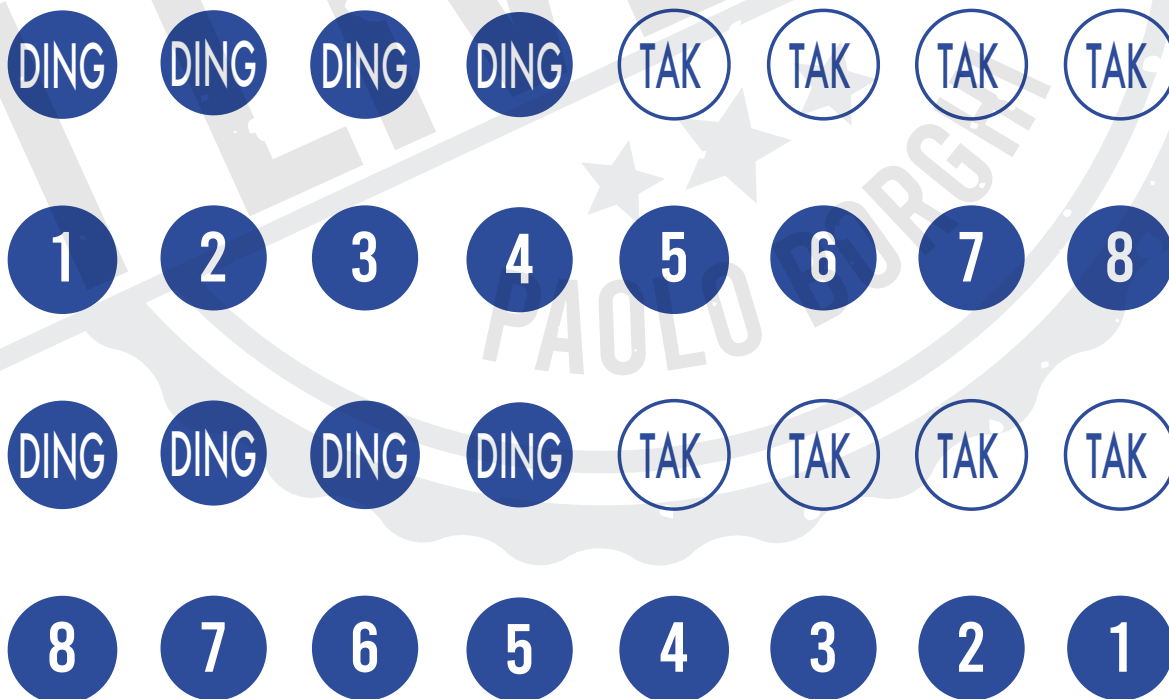 DING DING DING DING TAK TAK TAK TAK
1 2 3 4 5 6 7 8
PAOLO BORGHI
DING DING DING DING TAK TAK TAK TAK
8 7 6 5 4 3 2 1